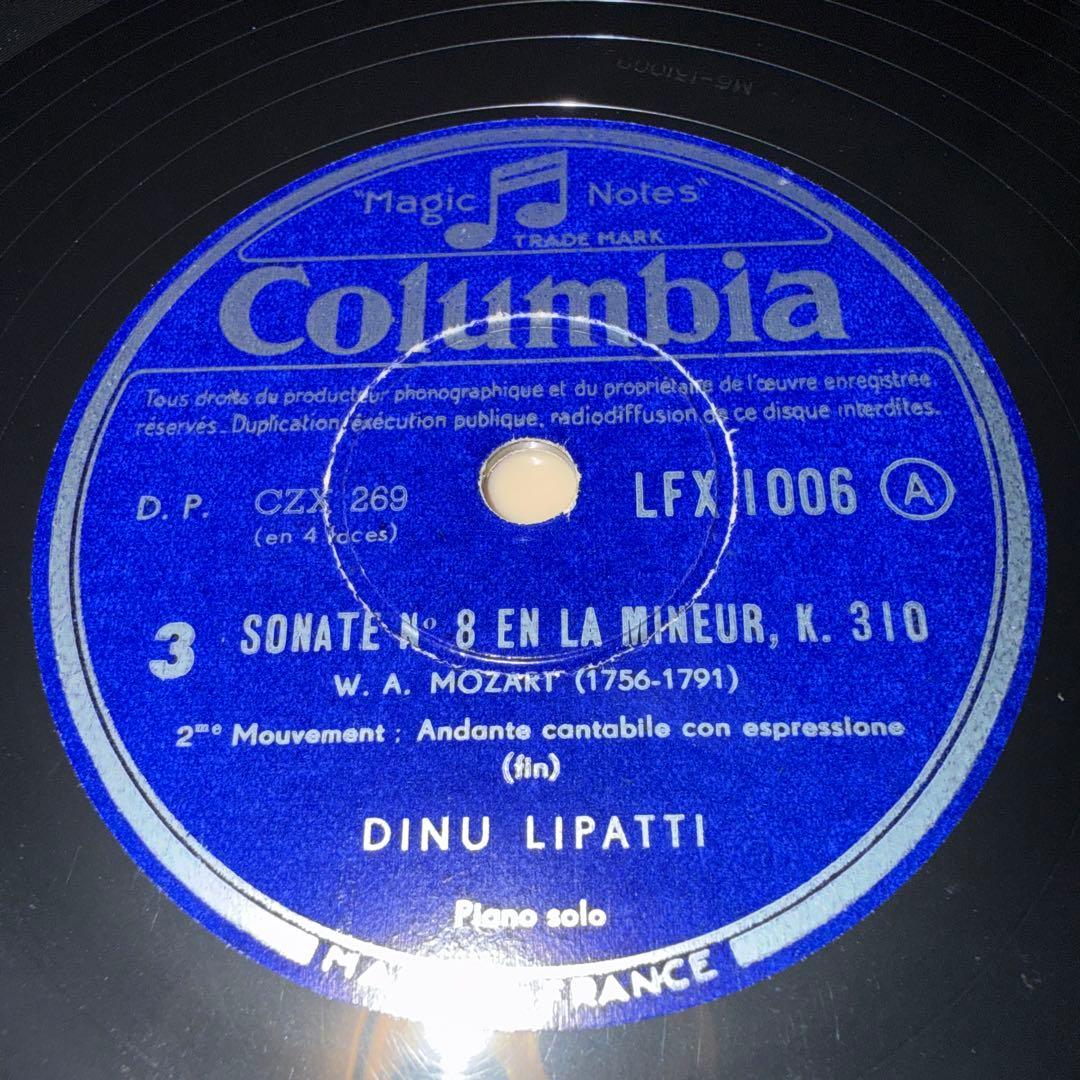 "Magic Notes"
TRADE MARK
Columbia
Tous droits du producteur phonographique et du propriétaire de l'œuvre enregistrée
réservés. Duplication, exécution publique, radiodiffusion de ce disque interdites.
D. P. CZX 269 LFX 1006 A
(en 4 faces)
3 SONATE No 8 EN LA MINEUR, K. 310
W. A. MOZART (1756-1791)
2me Mouvement : Andante cantabile con espressione
(fin)
DINU LIPATTI
Piano solo
FRANCE